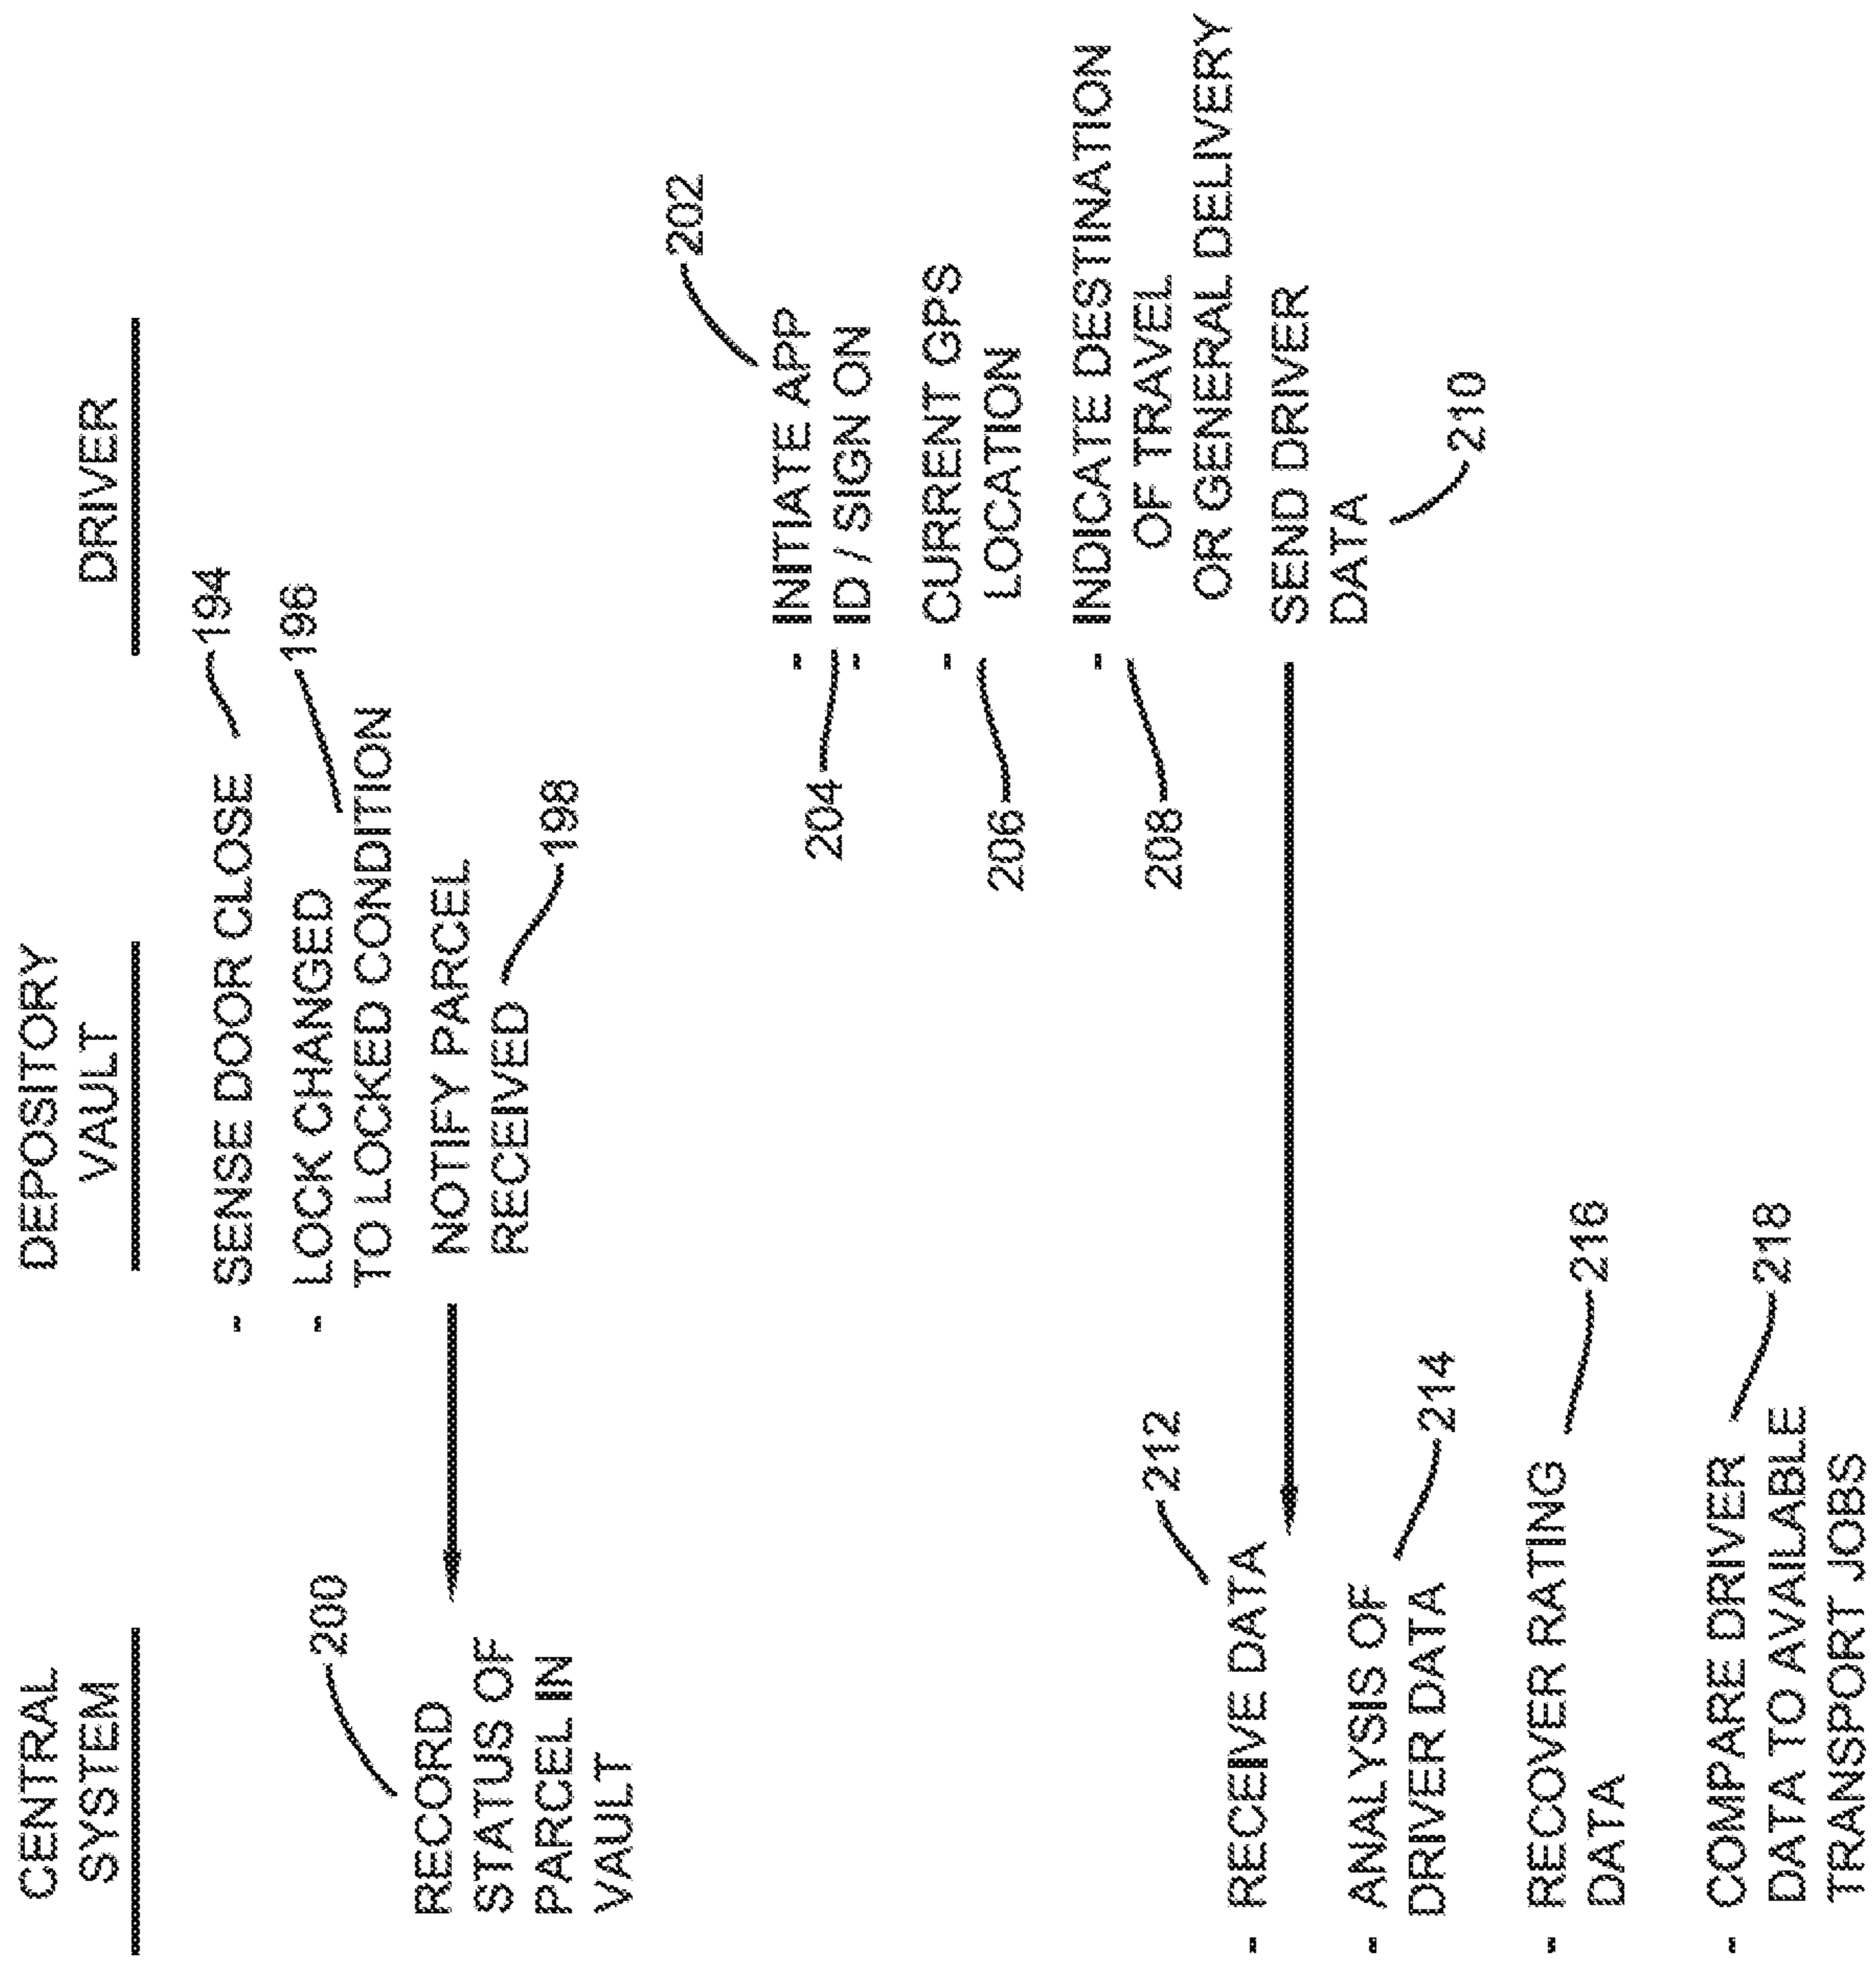 CENTRAL
SYSTEM
DEPOSITORY
VAULT
DRIVER
- SENSE DOOR CLOSE
194
- LOCK CHANGED
TO LOCKED CONDITION
196
NOTIFY PARCEL
RECEIVED
198
200
RECORD
STATUS OF
PARCEL IN
VAULT
202
- INITIATE APP
204
- ID / SIGN ON
- CURRENT GPS
LOCATION
206
- INDICATE DESTINATION
OF TRAVEL
OR GENERAL DELIVERY
208
SEND DRIVER
DATA
210
212
- RECEIVE DATA
- ANALYSIS OF
DRIVER DATA
214
- RECOVER RATING
DATA
216
- COMPARE DRIVER
DATA TO AVAILABLE
TRANSPORT JOBS
218